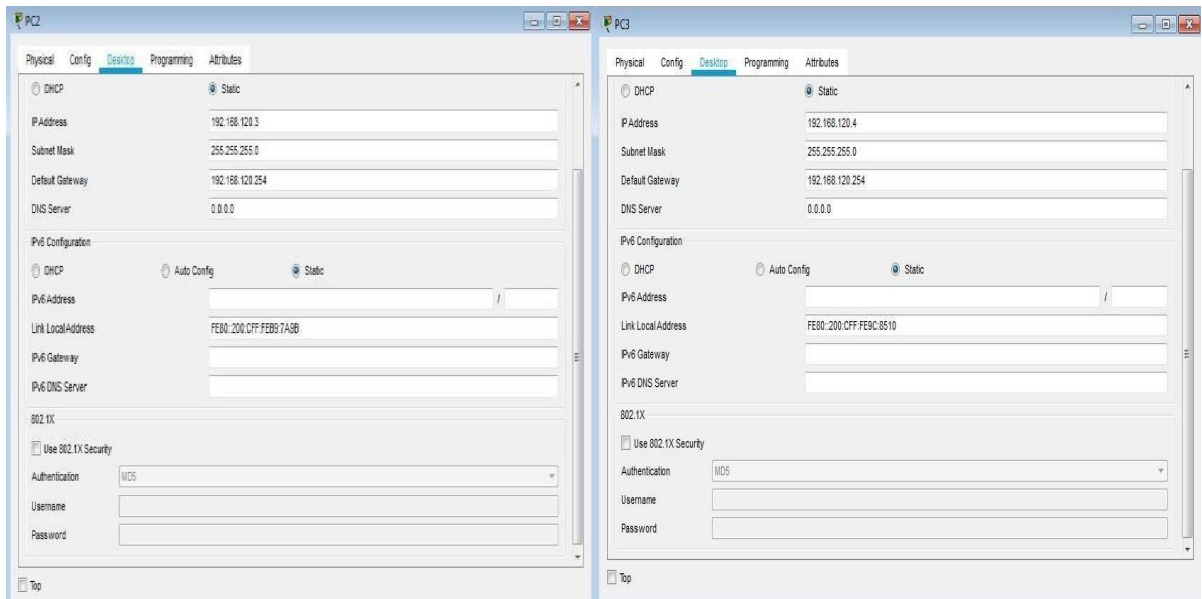 PC2
Physical Config Desktop Programming Attributes
DHCP Static
IP Address 192.168.120.3
Subnet Mask 255.255.255.0
Default Gateway 192.168.120.254
DNS Server 0.0.0.0
IPv6 Configuration
DHCP Auto Config Static
IPv6 Address /
Link Local Address FE80::200:CFF:FEB9:7A9B
IPv6 Gateway
IPv6 DNS Server
802.1X
Use 802.1X Security
Authentication MD5
Username
Password
Top
PC3
Physical Config Desktop Programming Attributes
DHCP Static
IP Address 192.168.120.4
Subnet Mask 255.255.255.0
Default Gateway 192.168.120.254
DNS Server 0.0.0.0
IPv6 Configuration
DHCP Auto Config Static
IPv6 Address /
Link Local Address FE80::200:CFF:FE9C:8510
IPv6 Gateway
IPv6 DNS Server
802.1X
Use 802.1X Security
Authentication MD5
Username
Password
Top